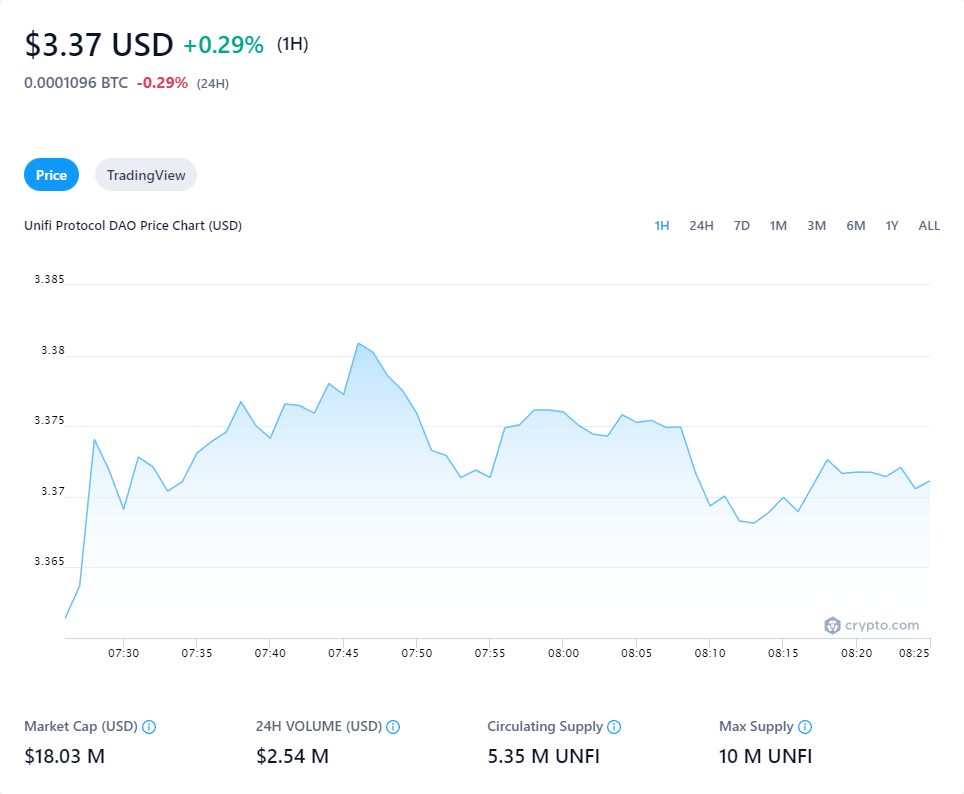 $3.37 USD +0.29% (1H)
0.0001096 BTC -0.29% (24H)
Price TradingView
Unifi Protocol DAO Price Chart (USD) 1H 24H 7D 1M 3M 6M 1Y ALL
3.385
3.38
3.375
3.37
3.365
crypto.com
07:30 07:35 07:40 07:45 07:50 07:55 08:00 08:05 08:10 08:15 08:20 08:25
Market Cap (USD) 24H VOLUME (USD) Circulating Supply Max Supply
$18.03 M $2.54 M 5.35 M UNFI 10 M UNFI